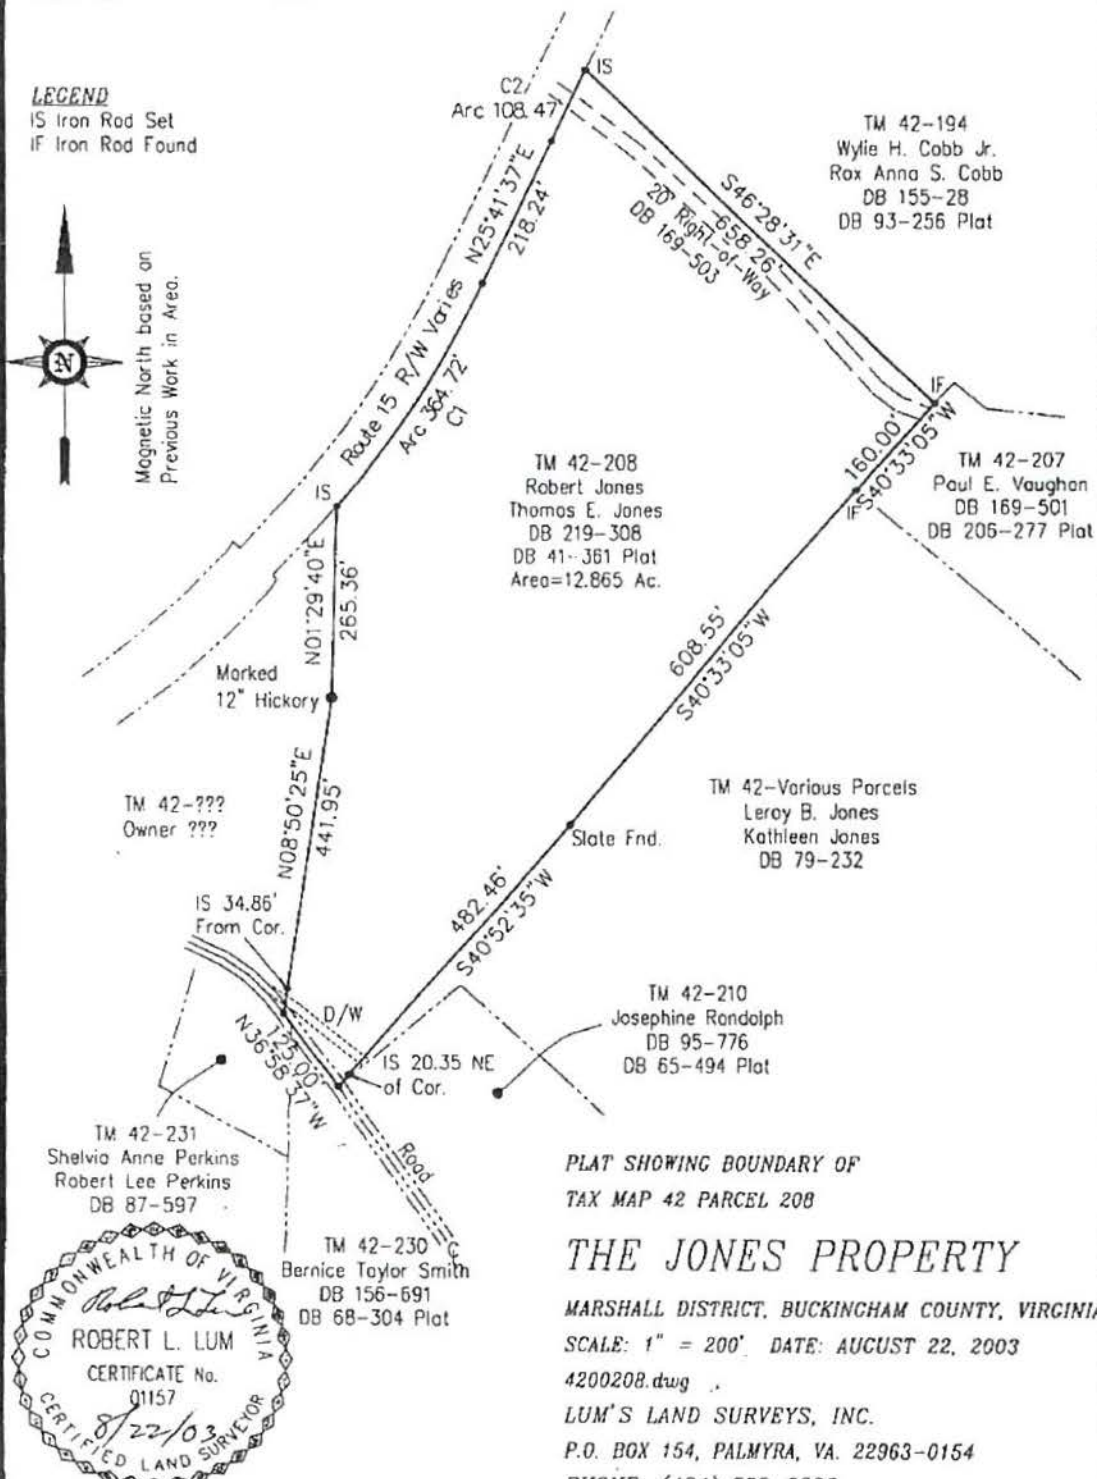 LEGEND
IS Iron Rod Set
IF Iron Rod Found
Magnetic North based on
Previous Work in Area.
N
IS
C2/
Arc 108.47'
N25°41'37"E
218.24'
Route 15 R/W Varies
Arc 364.72'
C1
IS
S46°28'31"E
658.26'
20' Right-of-Way
DB 169-503
TM 42-194
Wylie H. Cobb Jr.
Rox Anna S. Cobb
DB 155-28
DB 93-256 Plat
IF
160.00'
S40°33'05"W
IF
TM 42-207
Paul E. Vaughan
DB 169-501
DB 206-277 Plat
TM 42-208
Robert Jones
Thomas E. Jones
DB 219-308
DB 41-361 Plat
Area=12.865 Ac.
N01°29'40"E
265.36'
Marked
12" Hickory
608.55'
S40°33'05"W
N08°50'25"E
441.95'
TM 42-???
Owner ???
Slate Fnd.
TM 42-Various Parcels
Leroy B. Jones
Kathleen Jones
DB 79-232
482.46'
S40°52'35"W
IS 34.86'
From Cor.
D/W
125.00'
N36°58'37"W
IS 20.35 NE
of Cor.
TM 42-210
Josephine Randolph
DB 95-776
DB 65-494 Plat
Road
TM 42-231
Shelvia Anne Perkins
Robert Lee Perkins
DB 87-597
TM 42-230
Bernice Taylor Smith
DB 156-691
DB 68-304 Plat
COMMONWEALTH OF VIRGINIA
Robert L. Lum
ROBERT L. LUM
CERTIFICATE No.
01157
8/22/03
CERTIFIED LAND SURVEYOR
PLAT SHOWING BOUNDARY OF
TAX MAP 42 PARCEL 208
THE JONES PROPERTY
MARSHALL DISTRICT, BUCKINGHAM COUNTY, VIRGINIA
SCALE: 1" = 200' DATE: AUGUST 22, 2003
4200208.dwg
LUM'S LAND SURVEYS, INC.
P.O. BOX 154, PALMYRA, VA. 22963-0154